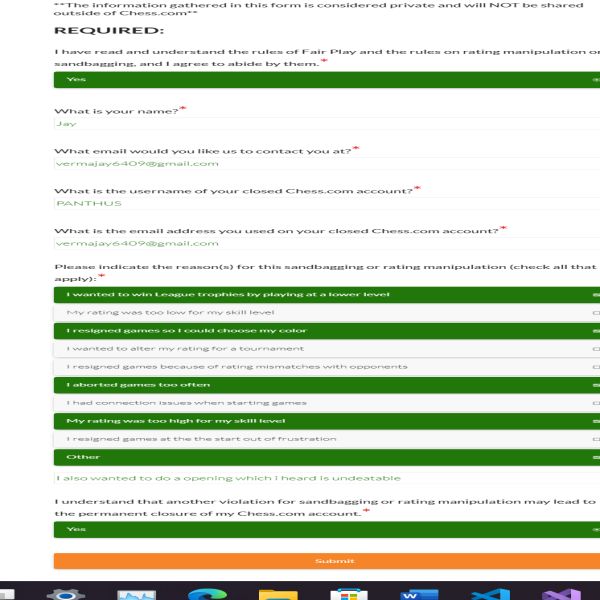 **The information gathered in this form is considered private and will NOT be shared
outside of Chess.com**
REQUIRED:
I have read and understand the rules of Fair Play and the rules on rating manipulation or
sandbagging, and I agree to abide by them.*
Yes
What is your name?*
Jay
What email would you like us to contact you at?*
vermajay6409@gmail.com
What is the username of your closed Chess.com account?*
PANTHUS
What is the email address you used on your closed Chess.com account?*
vermajay6409@gmail.com
Please indicate the reason(s) for this sandbagging or rating manipulation (check all that
apply):*
I wanted to win League trophies by playing at a lower level
My rating was too low for my skill level
I resigned games so I could choose my color
I wanted to alter my rating for a tournament
I resigned games because of rating mismatches with opponents
I aborted games too often
I had connection issues when starting games
My rating was too high for my skill level
I resigned games at the the start out of frustration
Other
I also wanted to do a opening which i heard is undeatable
I understand that another violation for sandbagging or rating manipulation may lead to
the permanent closure of my Chess.com account.*
Yes
Submit
W